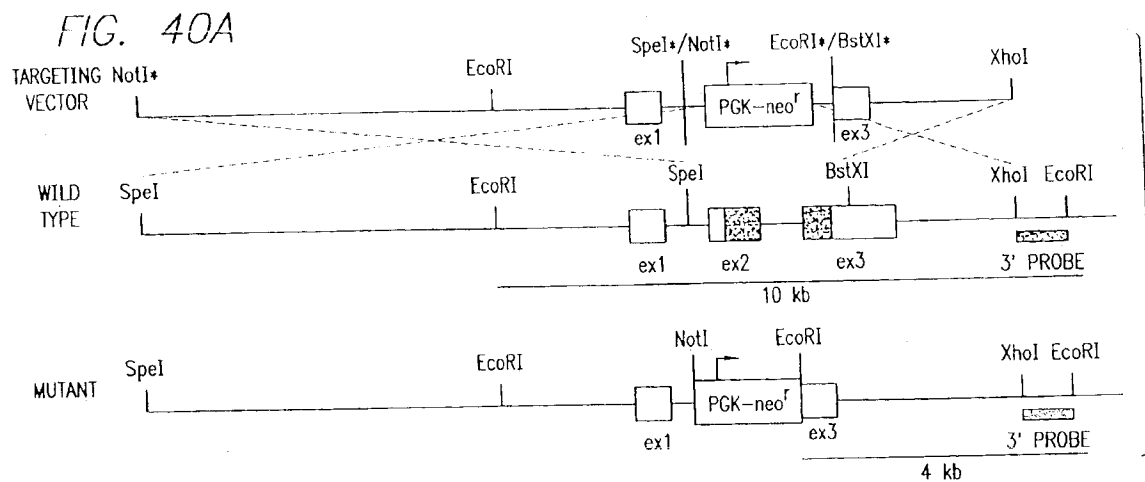 FIG. 40A
TARGETING VECTOR
NotI*
EcoRI
SpeI*/NotI*
EcoRI*/BstXI*
XhoI
PGK-neo^r
ex1
ex3
WILD TYPE
SpeI
EcoRI
SpeI
BstXI
XhoI
EcoRI
ex1
ex2
ex3
3' PROBE
10 kb
MUTANT
SpeI
EcoRI
NotI
EcoRI
XhoI
EcoRI
PGK-neo^r
ex1
ex3
3' PROBE
4 kb